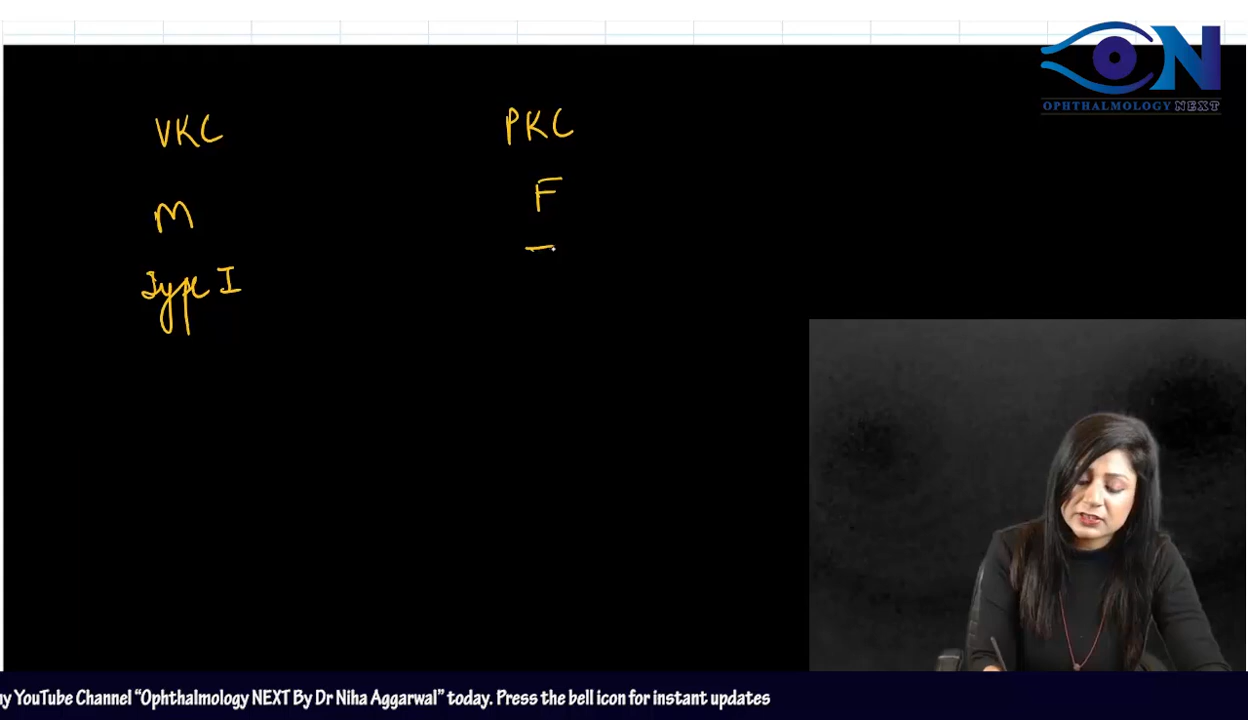 VKC PKC
M F
Type I
ON
OPHTHALMOLOGY NEXT
my YouTube Channel “Ophthalmology NEXT By Dr Niha Aggarwal” today. Press the bell icon for instant updates